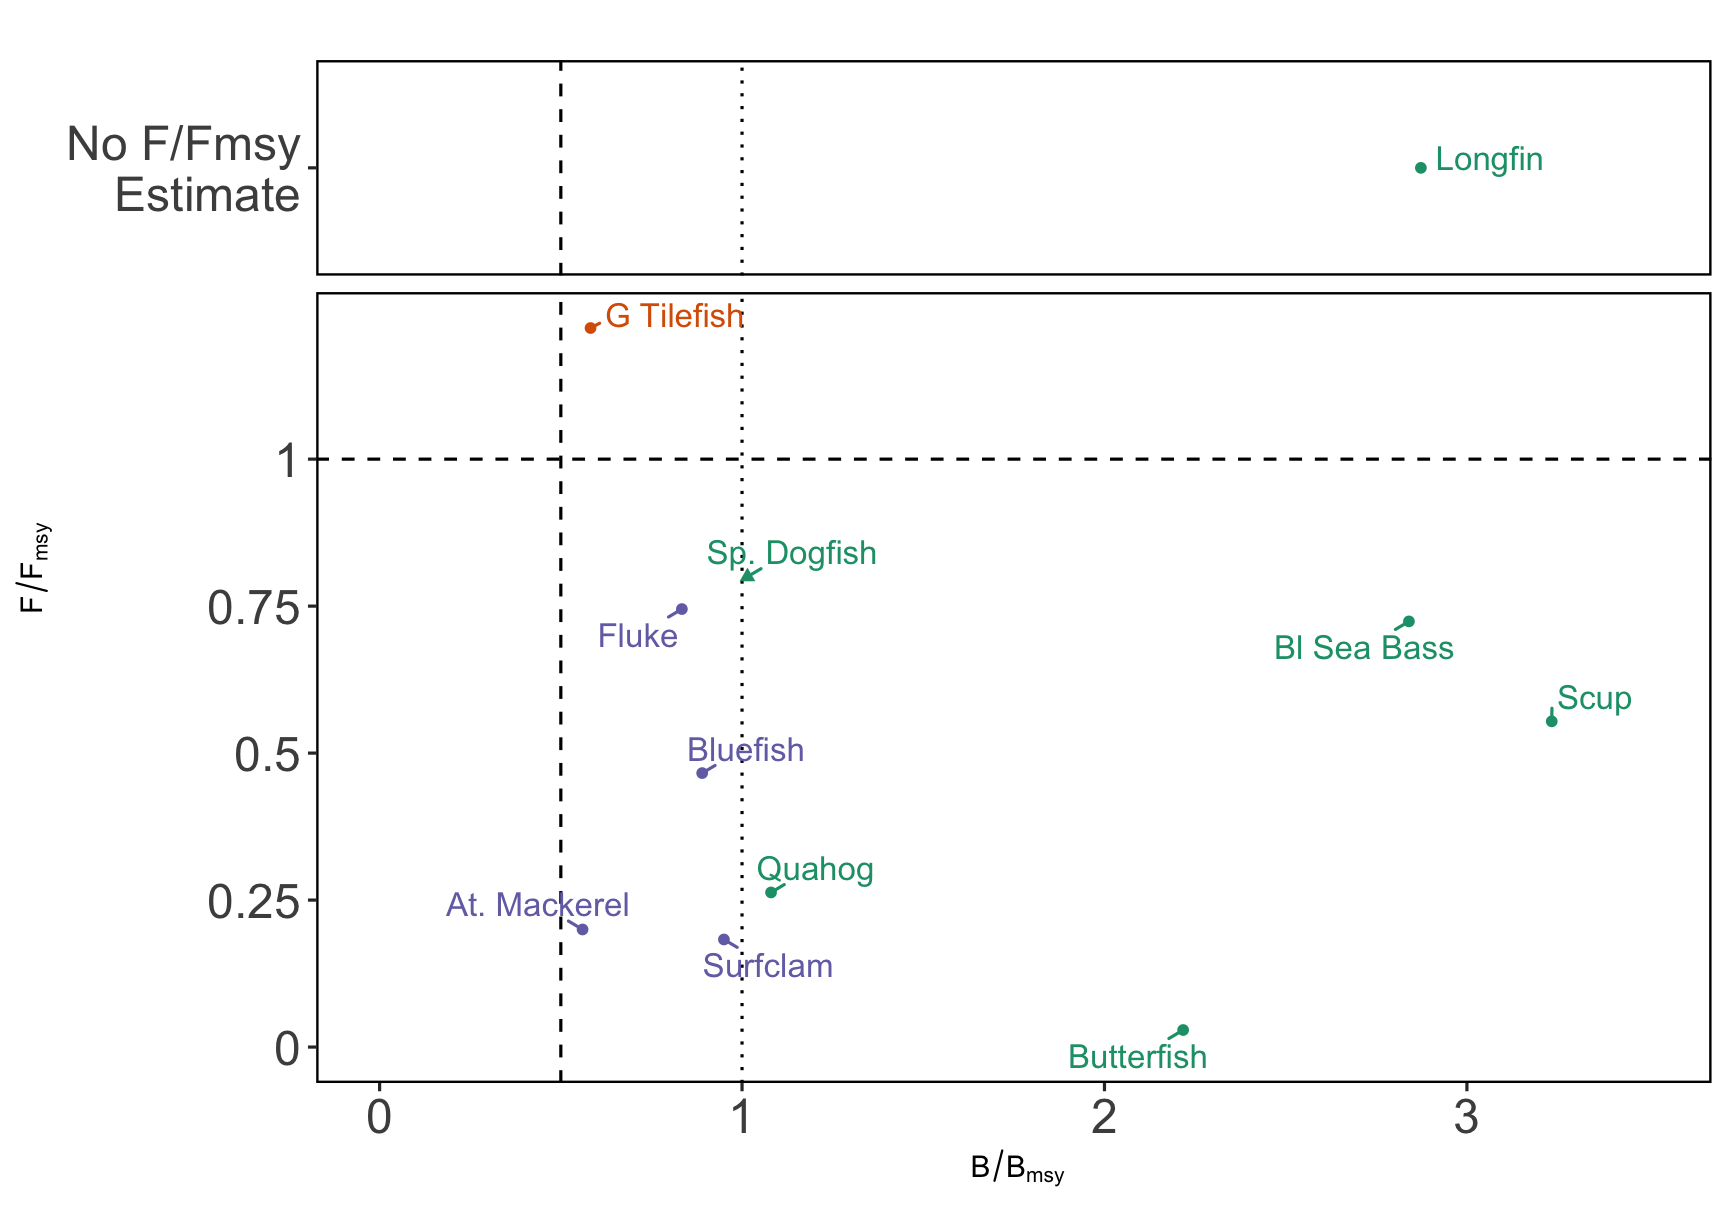 No F/Fmsy
Estimate
Longfin
G Tilefish
1
Sp. Dogfish
0.75
Fluke
Bl Sea Bass
Scup
F/Fmsy
0.5
Bluefish
Quahog
0.25
At. Mackerel
Surfclam
0
Butterfish
0
1
2
3
B/Bmsy